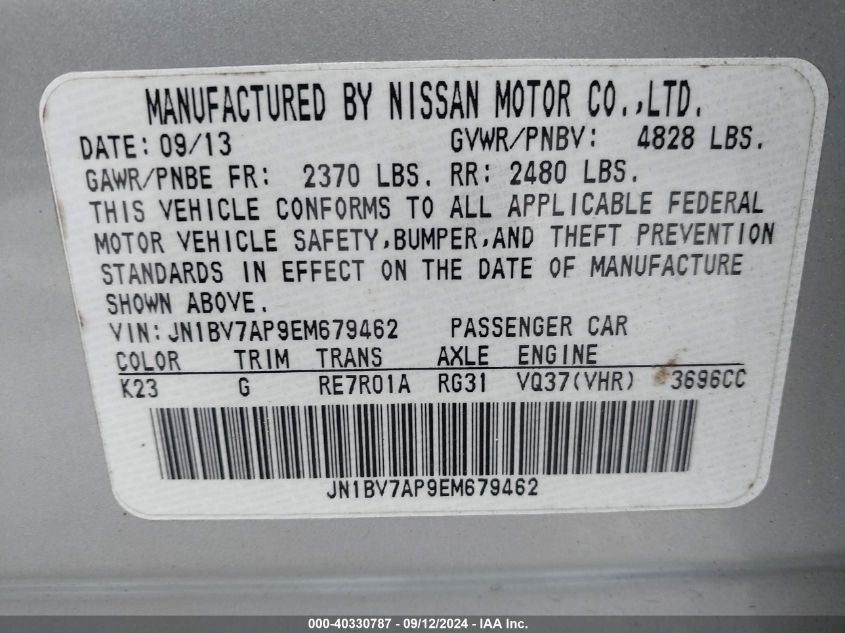 MANUFACTURED BY NISSAN MOTOR CO.,LTD.
DATE: 09/13 GVWR/PNBV: 4828 LBS.
GAWR/PNBE FR: 2370 LBS. RR: 2480 LBS.
THIS VEHICLE CONFORMS TO ALL APPLICABLE FEDERAL
MOTOR VEHICLE SAFETY,BUMPER,AND THEFT PREVENTION
STANDARDS IN EFFECT ON THE DATE OF MANUFACTURE
SHOWN ABOVE.
VIN: JN1BV7AP9EM679462 PASSENGER CAR
COLOR TRIM TRANS AXLE ENGINE
K23 G RE7R01A RG31 VQ37(VHR) 3696CC
JN1BV7AP9EM679462
000-40330787 - 09/12/2024 - IAA Inc.